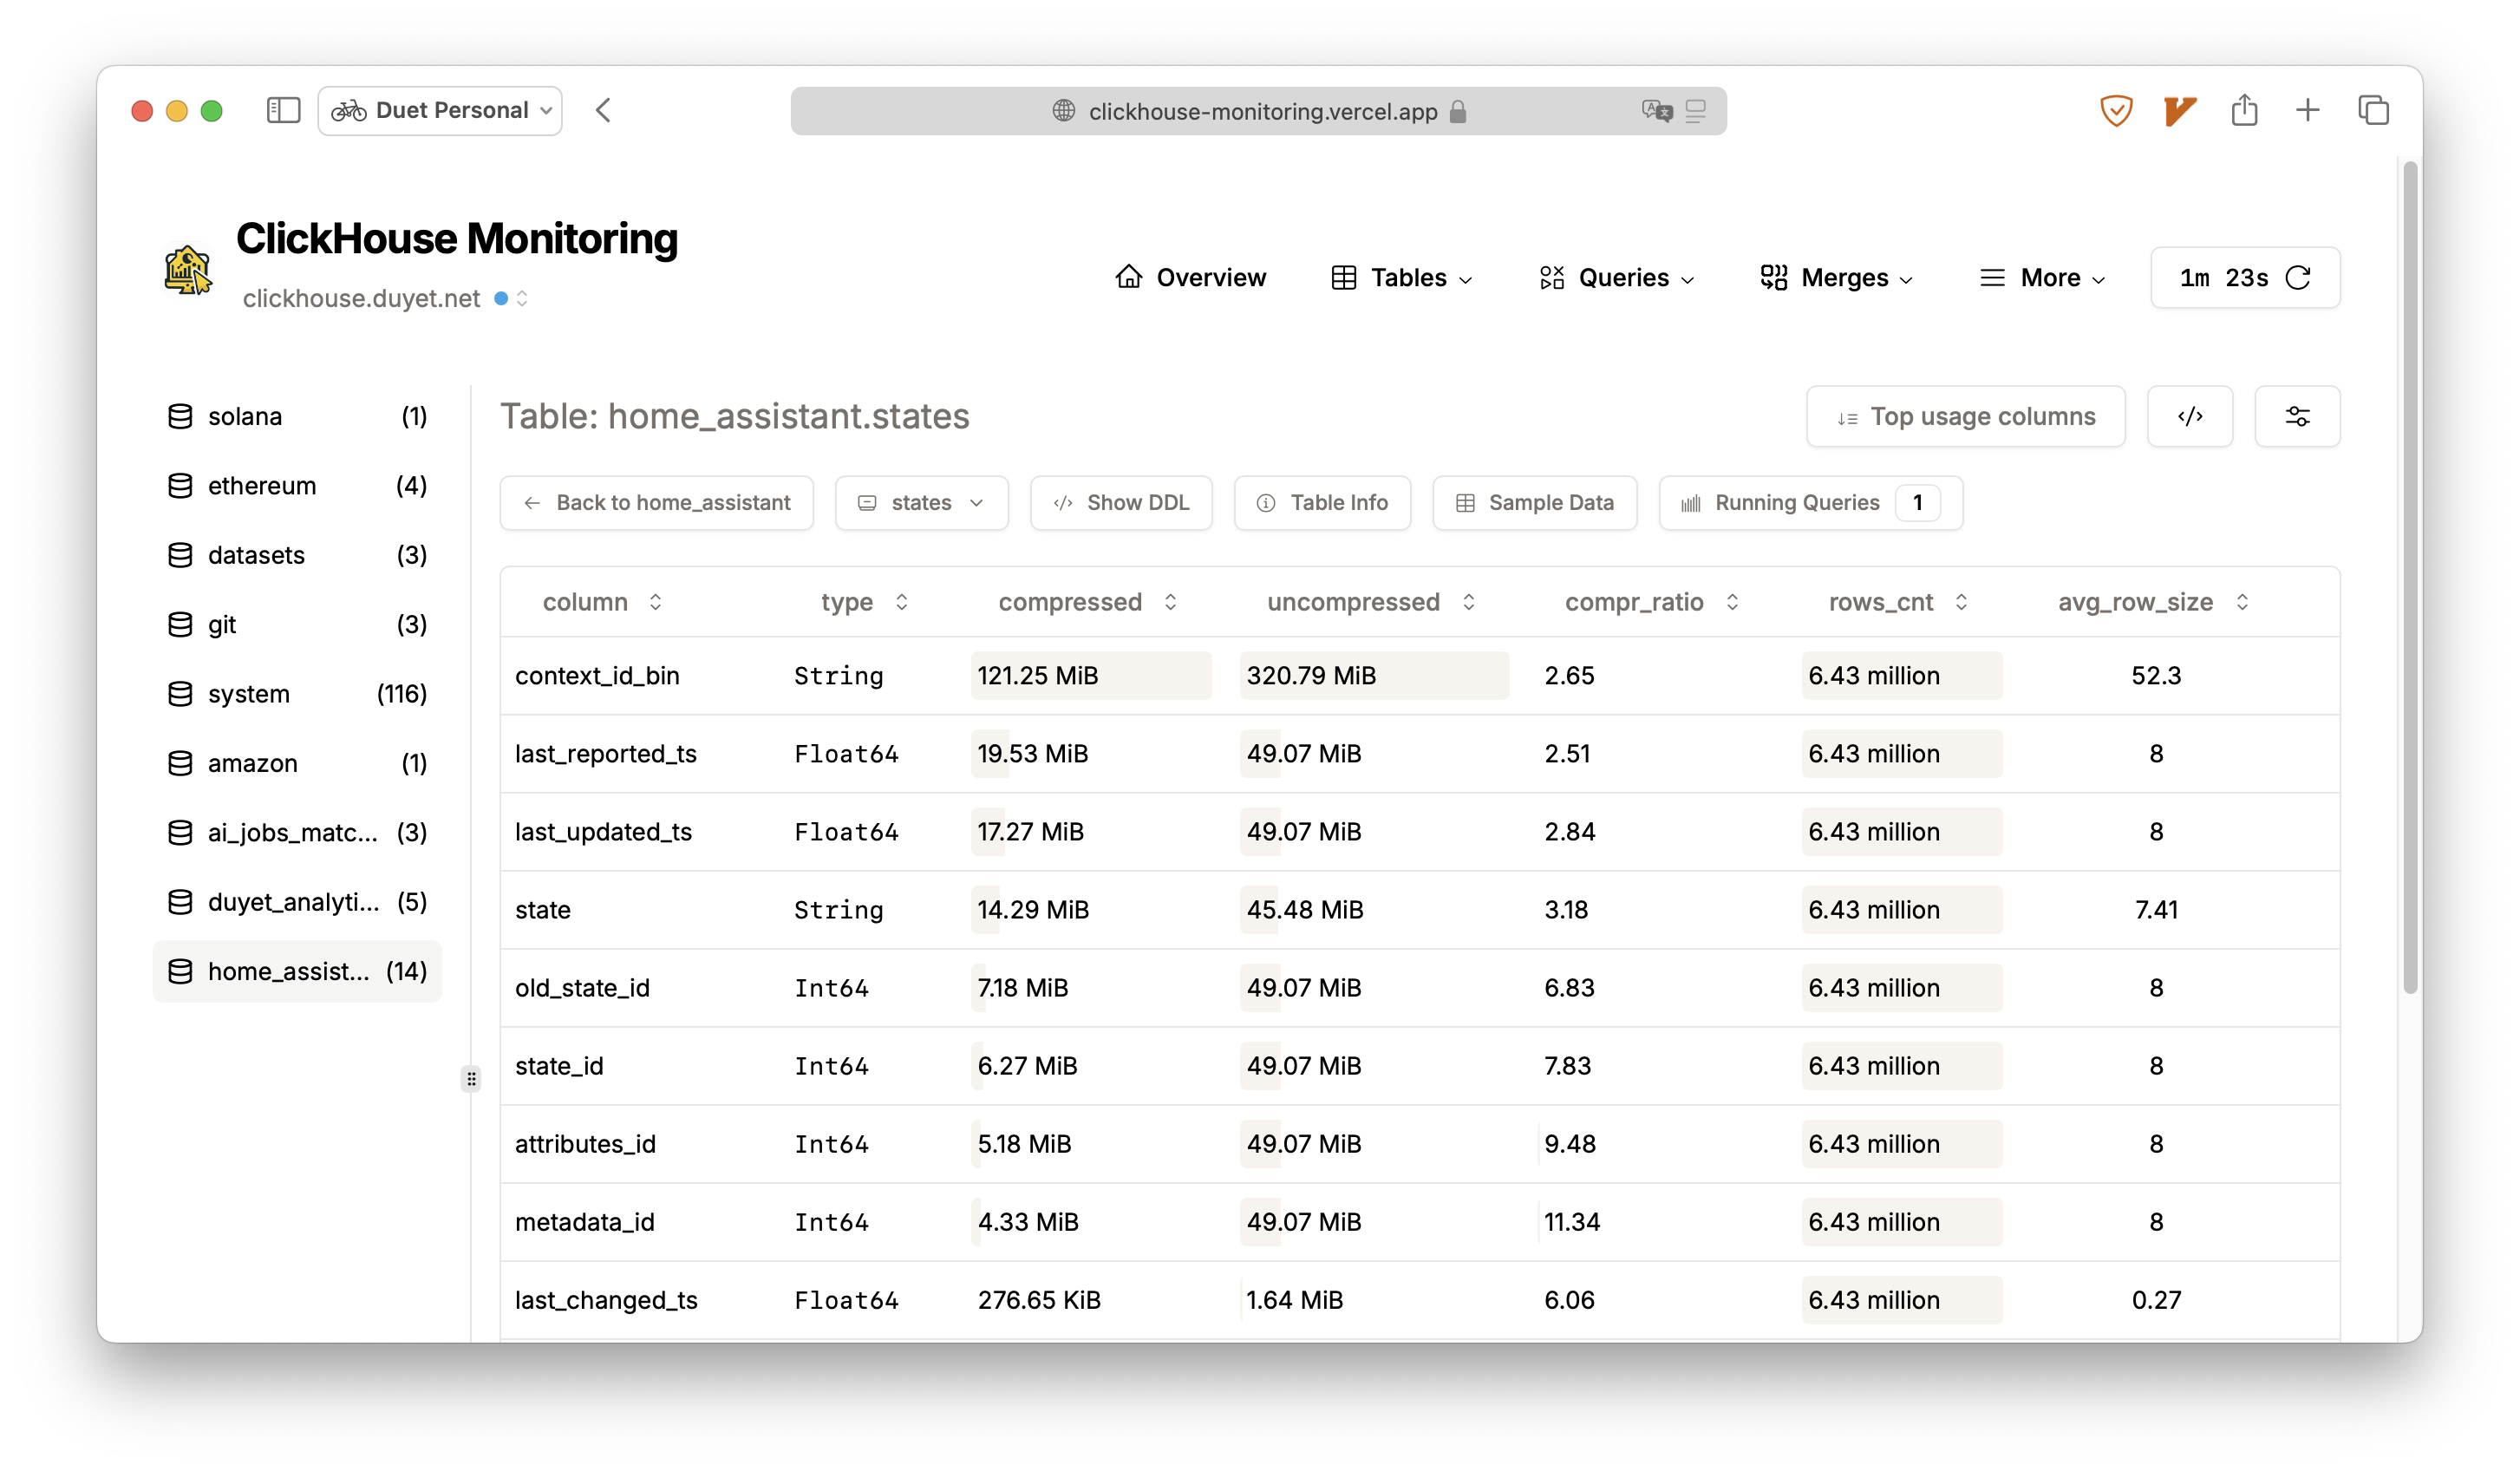 Duet Personal
clickhouse-monitoring.vercel.app
ClickHouse Monitoring
clickhouse.duyet.net
Overview Tables Queries Merges More 1m 23s
solana (1)
ethereum (4)
datasets (3)
git (3)
system (116)
amazon (1)
ai_jobs_matc... (3)
duyet_analyti... (5)
home_assist... (14)
Table: home_assistant.states
Top usage columns </>
Back to home_assistant states </> Show DDL Table Info Sample Data Running Queries 1
column type compressed uncompressed compr_ratio rows_cnt avg_row_size
context_id_bin String 121.25 MiB 320.79 MiB 2.65 6.43 million 52.3
last_reported_ts Float64 19.53 MiB 49.07 MiB 2.51 6.43 million 8
last_updated_ts Float64 17.27 MiB 49.07 MiB 2.84 6.43 million 8
state String 14.29 MiB 45.48 MiB 3.18 6.43 million 7.41
old_state_id Int64 7.18 MiB 49.07 MiB 6.83 6.43 million 8
state_id Int64 6.27 MiB 49.07 MiB 7.83 6.43 million 8
attributes_id Int64 5.18 MiB 49.07 MiB 9.48 6.43 million 8
metadata_id Int64 4.33 MiB 49.07 MiB 11.34 6.43 million 8
last_changed_ts Float64 276.65 KiB 1.64 MiB 6.06 6.43 million 0.27